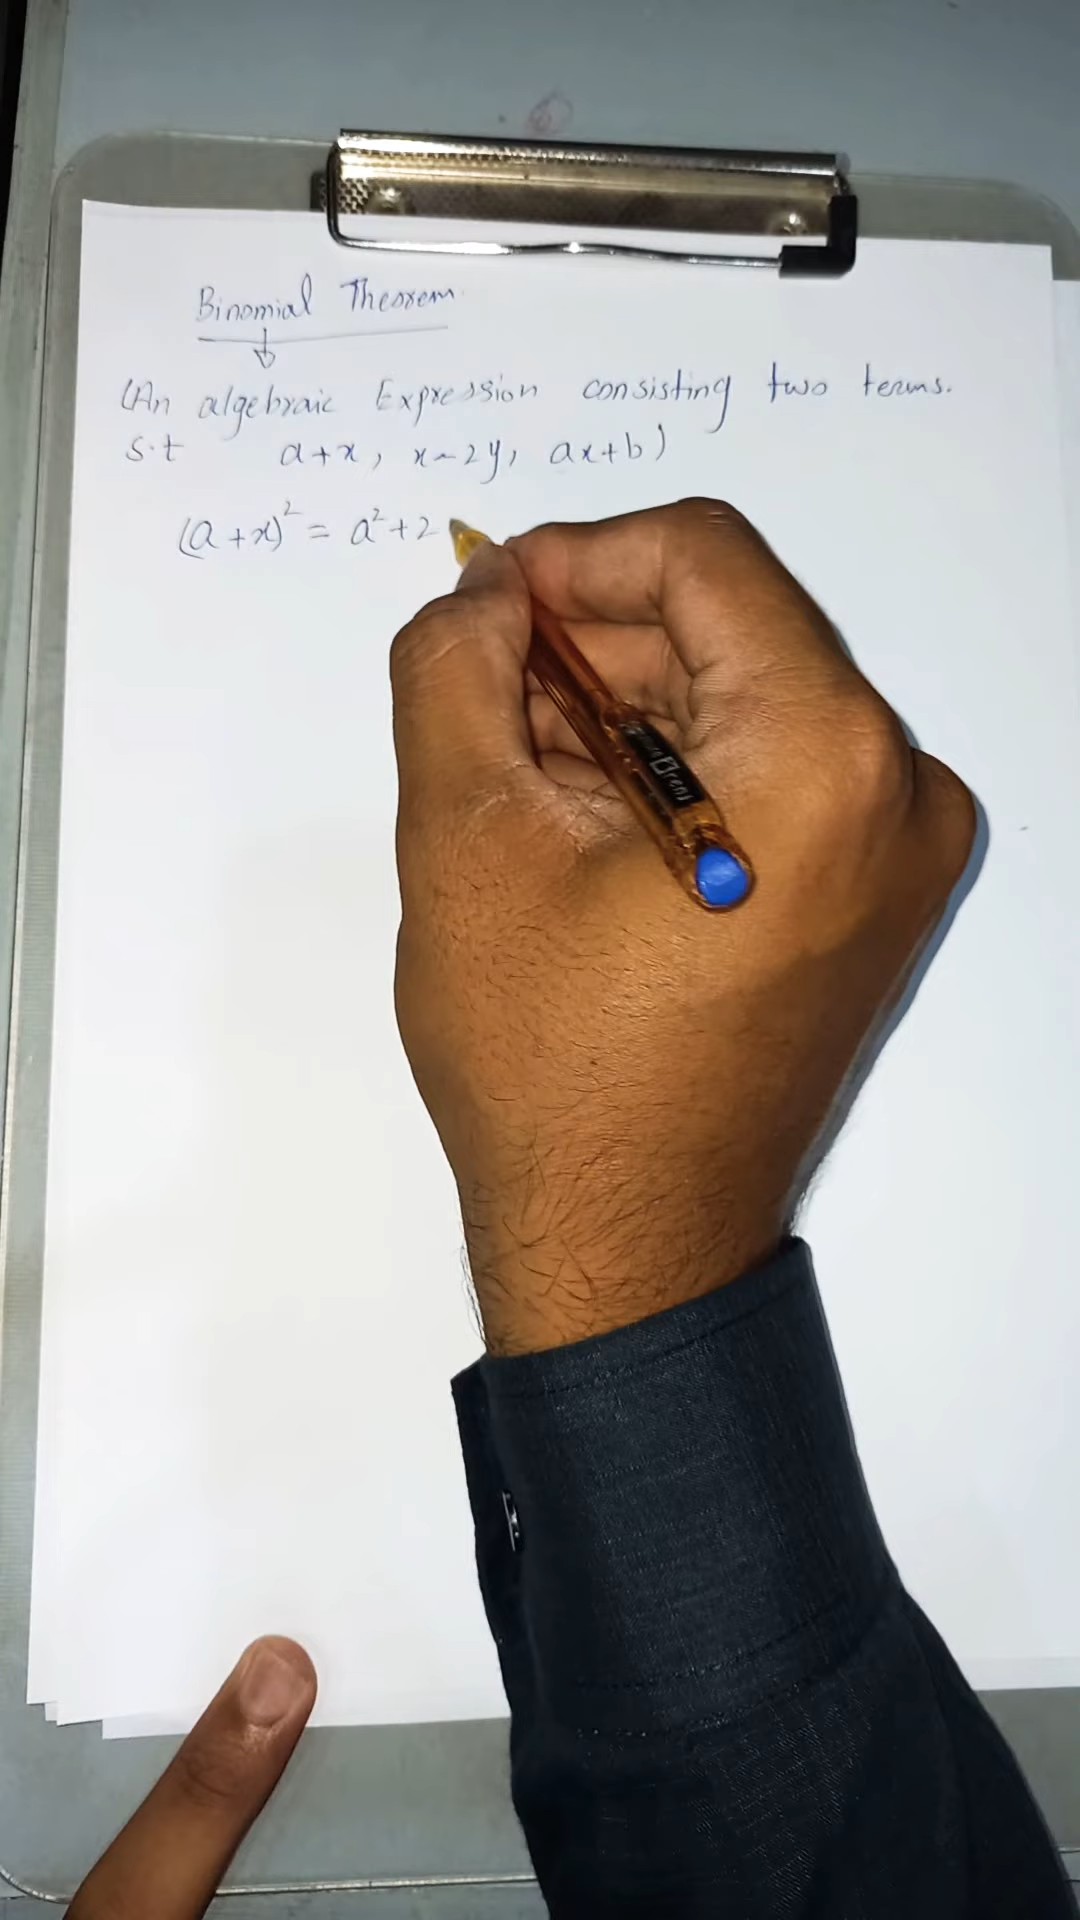 Binomial Theorem.
(An algebraic Expression consisting two terms.
s.t a+x, x-2y, ax+b)
(a+x)² = a²+2